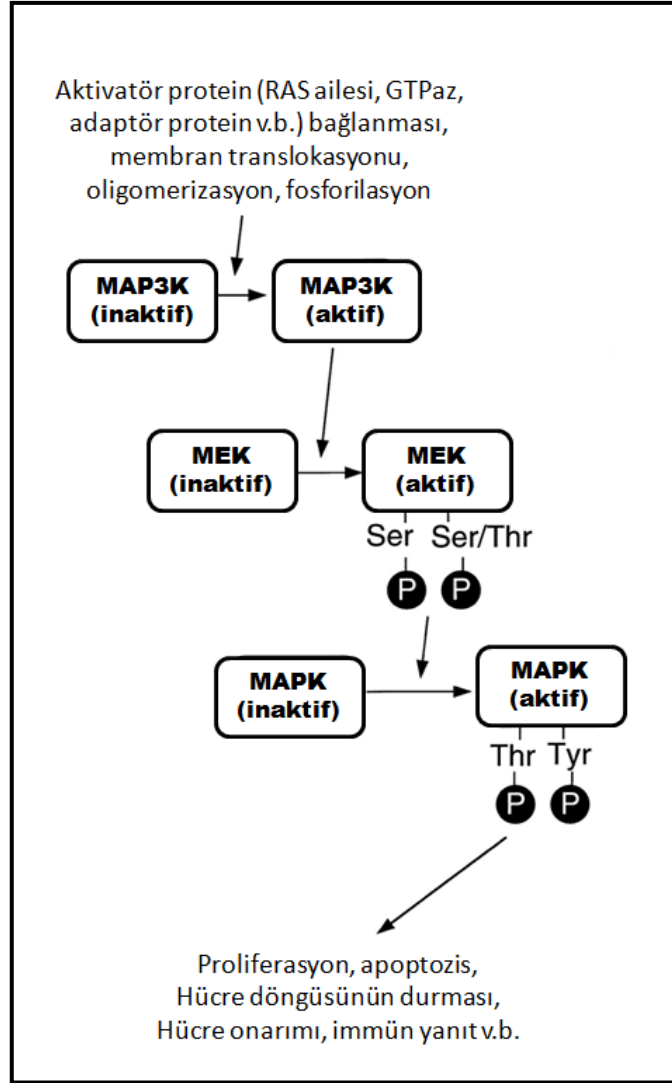 Aktivatör protein (RAS ailesi, GTPaz,
adaptör protein v.b.) bağlanması,
membran translokasyonu,
oligomerizasyon, fosforilasyon
MAP3K
(inaktif)
MAP3K
(aktif)
MEK
(inaktif)
MEK
(aktif)
Ser Ser/Thr
P P
MAPK
(inaktif)
MAPK
(aktif)
Thr Tyr
P P
Proliferasyon, apoptozis,
Hücre döngüsünün durması,
Hücre onarımı, immün yanıt v.b.